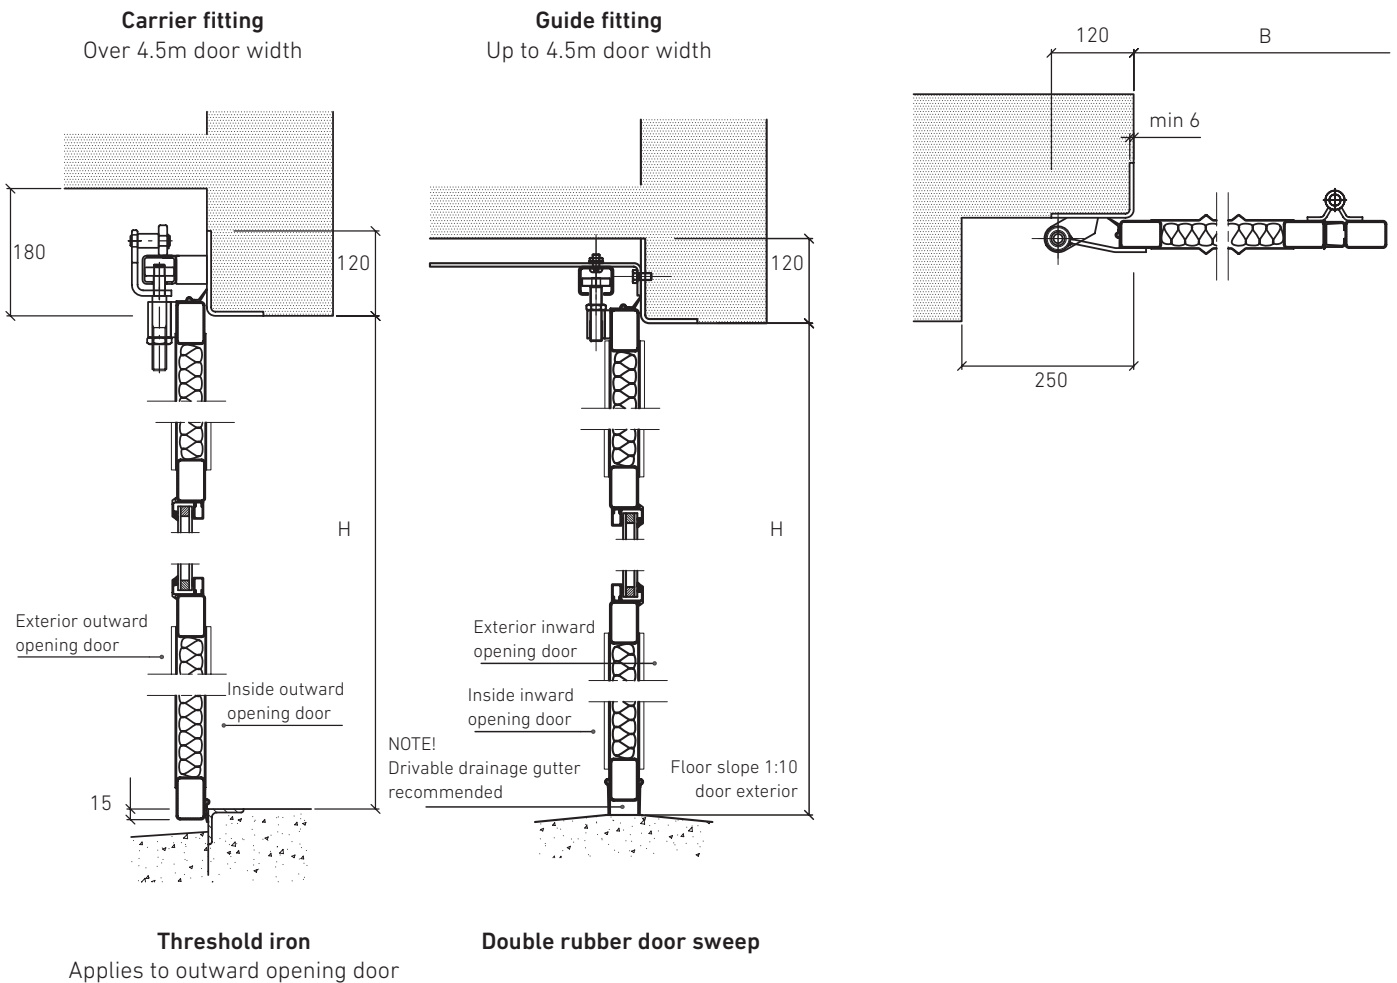 Carrier fitting
Over 4.5m door width
Guide fitting
Up to 4.5m door width
120
B
min 6
250
180
120
H
Exterior outward
opening door
Inside outward
opening door
15
120
H
Exterior inward
opening door
Inside inward
opening door
NOTE!
Drivable drainage gutter
recommended
Floor slope 1:10
door exterior
Threshold iron
Applies to outward opening door
Double rubber door sweep